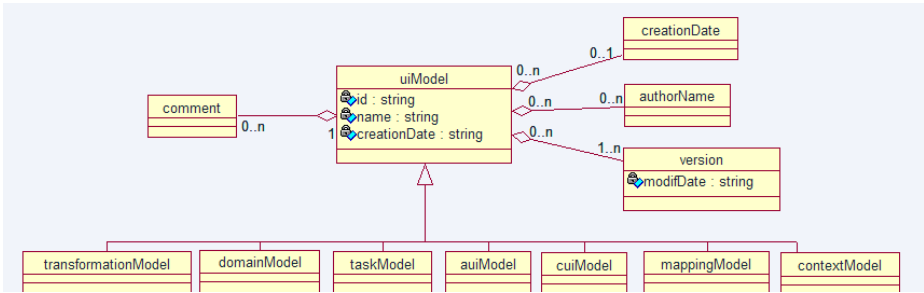 creationDate
0..1
0..n
uiModel
id : string
name : string
creationDate : string
comment
0..n
1
0..n
0..n
authorName
0..n
1..n
version
modifDate : string
transformationModel
domainModel
taskModel
auiModel
cuiModel
mappingModel
contextModel